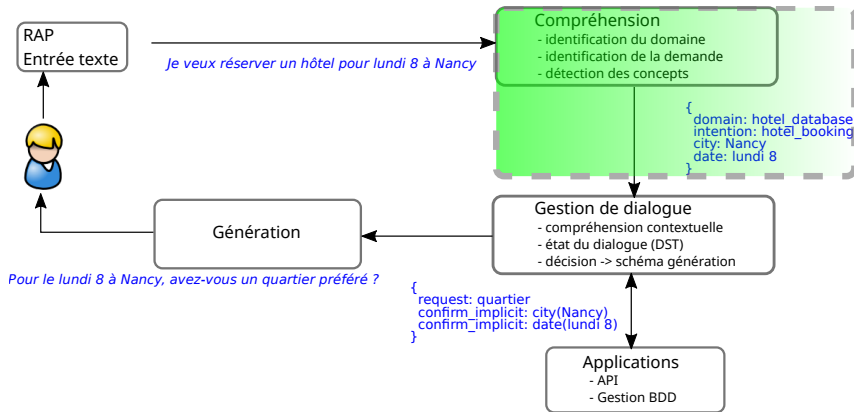 RAP
Entrée texte
Je veux réserver un hôtel pour lundi 8 à Nancy
Compréhension
- identification du domaine
- identification de la demande
- détection des concepts
{
domain: hotel_database
intention: hotel_booking
city: Nancy
date: lundi 8
}
Gestion de dialogue
- compréhension contextuelle
- état du dialogue (DST)
- décision -> schéma génération
Génération
Pour le lundi 8 à Nancy, avez-vous un quartier préféré ?
{
request: quartier
confirm_implicit: city(Nancy)
confirm_implicit: date(lundi 8)
}
Applications
- API
- Gestion BDD